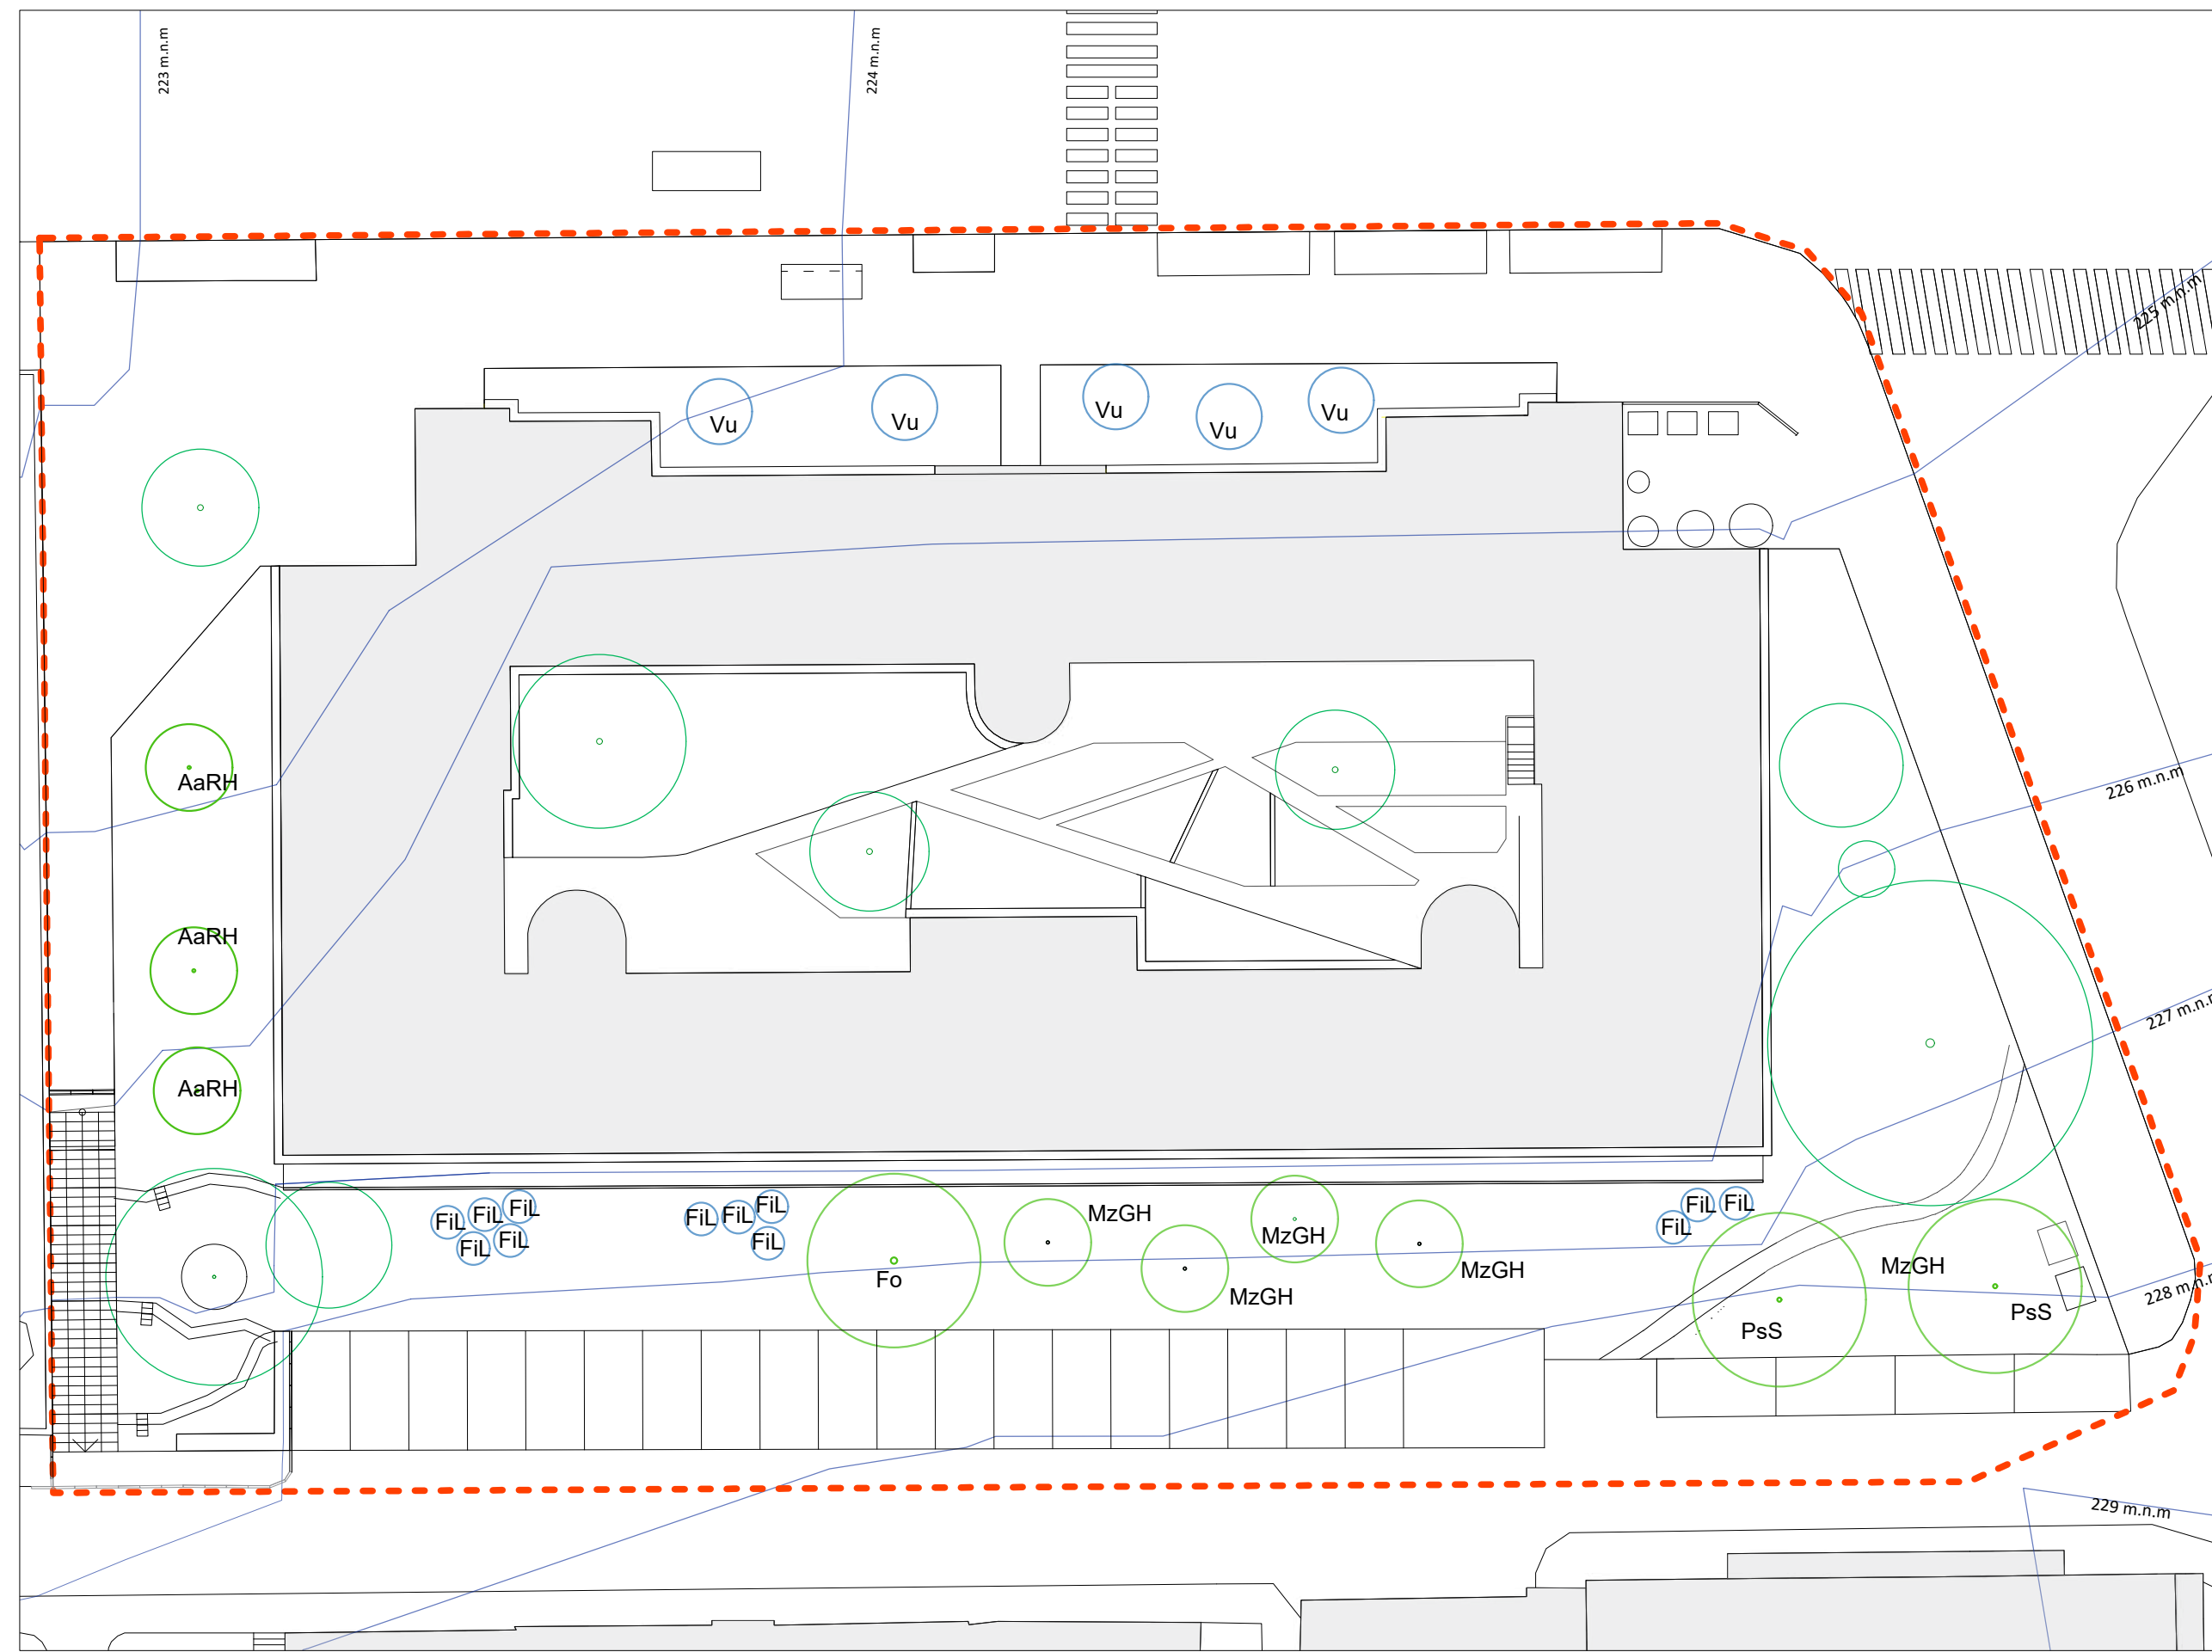 223 m.n.m
224 m.n.m
225 m.n.m
Vu
Vu
Vu
Vu
Vu
AaRH
226 m.n.m
AaRH
227 m.n.m
AaRH
FiL
FiL
FiL
FiL
FiL
FiL
FiL
FiL
FiL
Fo
MzGH
MzGH
MzGH
MzGH
FiL
FiL
FiL
MzGH
PsS
PsS
228 m.n.m
229 m.n.m